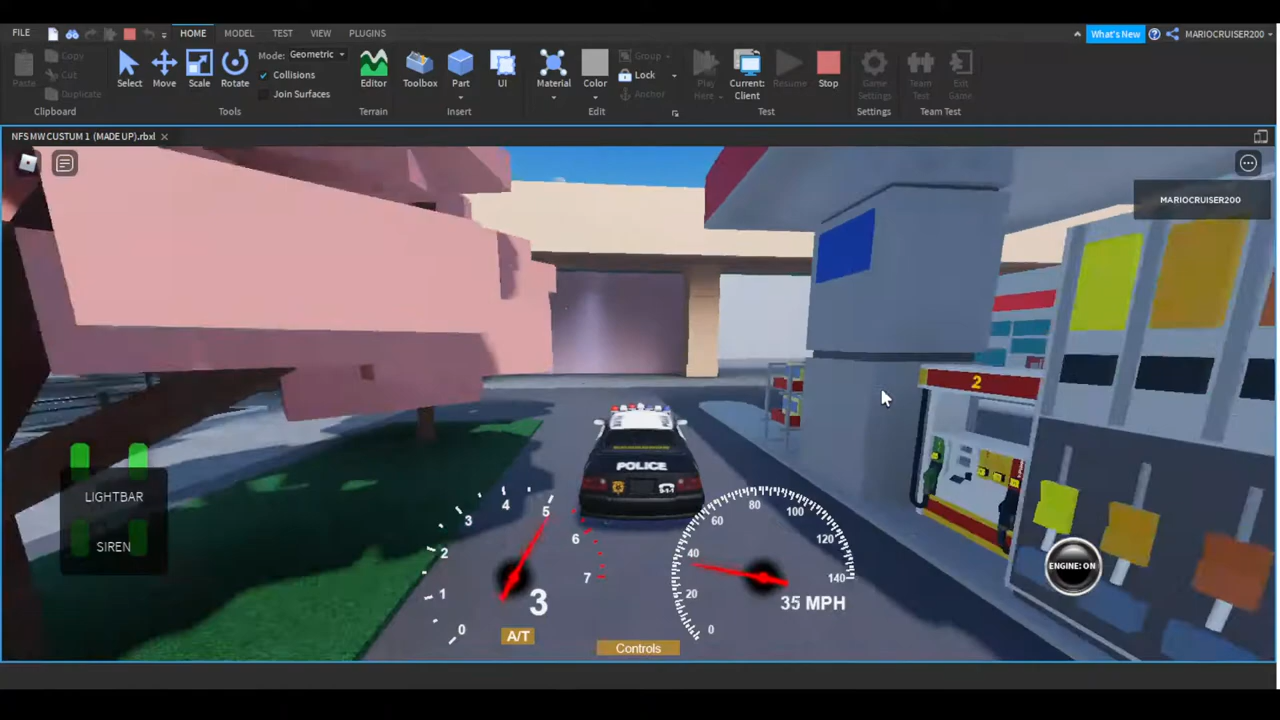 FILE
HOME
MODEL
TEST
VIEW
PLUGINS
What's New
MARIOCRUISER200
Paste
Copy
Cut
Duplicate
Clipboard
Select
Move
Scale
Rotate
Mode: Geometric
Collisions
Join Surfaces
Tools
Editor
Terrain
Toolbox
Part
UI
Insert
Material
Color
Group
Lock
Anchor
Edit
Play
Here
Current:
Client
Resume
Stop
Test
Game
Settings
Settings
Team
Test
Exit
Game
Team Test
NFS MW CUSTUM 1 (MADE UP).rbxl
MARIOCRUISER200
2
POLICE
LIGHTBAR
SIREN
0 1 2 3 4 5 6 7
3
A/T
0 20 40 60 80 100 120 140
35 MPH
ENGINE: ON
Controls